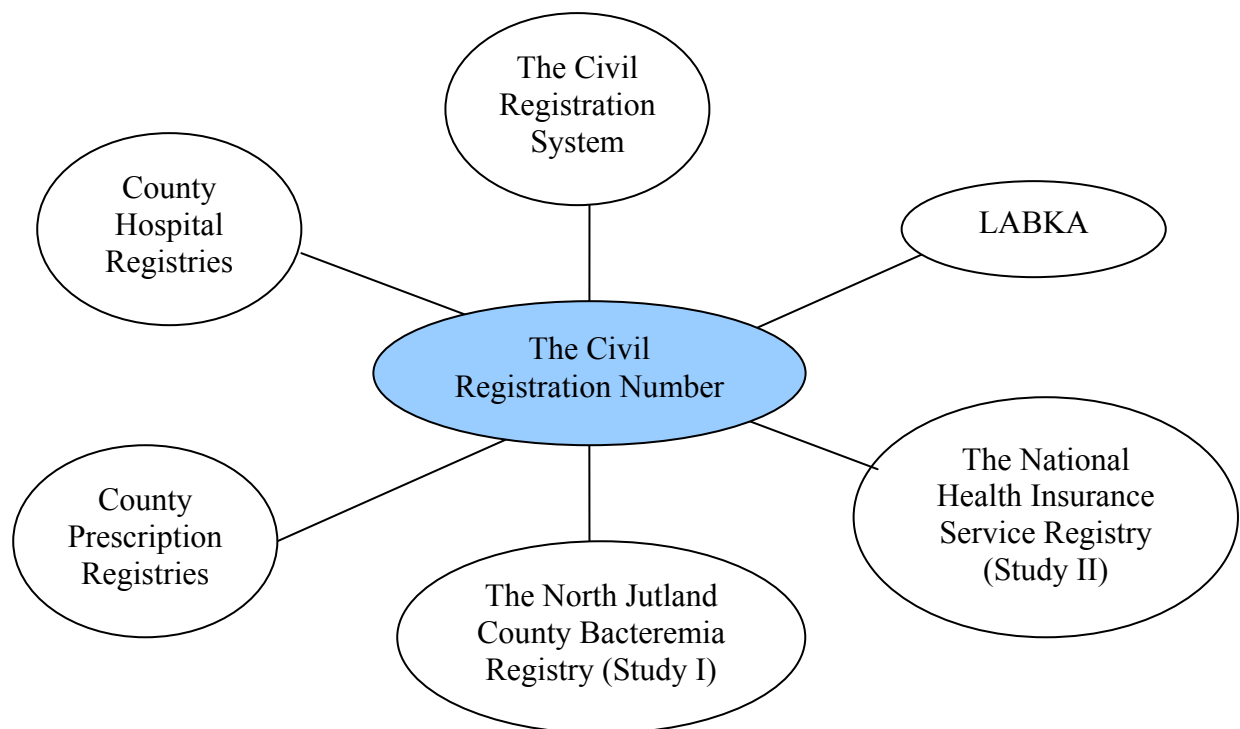 The Civil
Registration
System
County
Hospital
Registries
LABKA
The Civil
Registration Number
The National
Health Insurance
Service Registry
(Study II)
County
Prescription
Registries
The North Jutland
County Bacteremia
Registry (Study I)